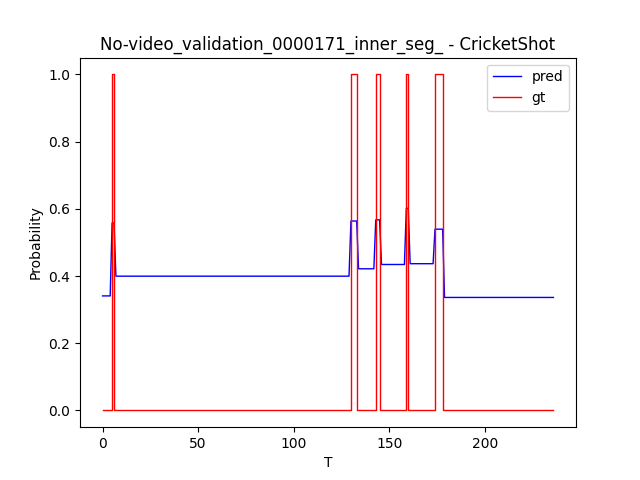 No-video_validation_0000171_inner_seg_ - CricketShot
pred
gt
1.0
0.8
0.6
0.4
0.2
0.0
Probability
0
50
100
150
200
T